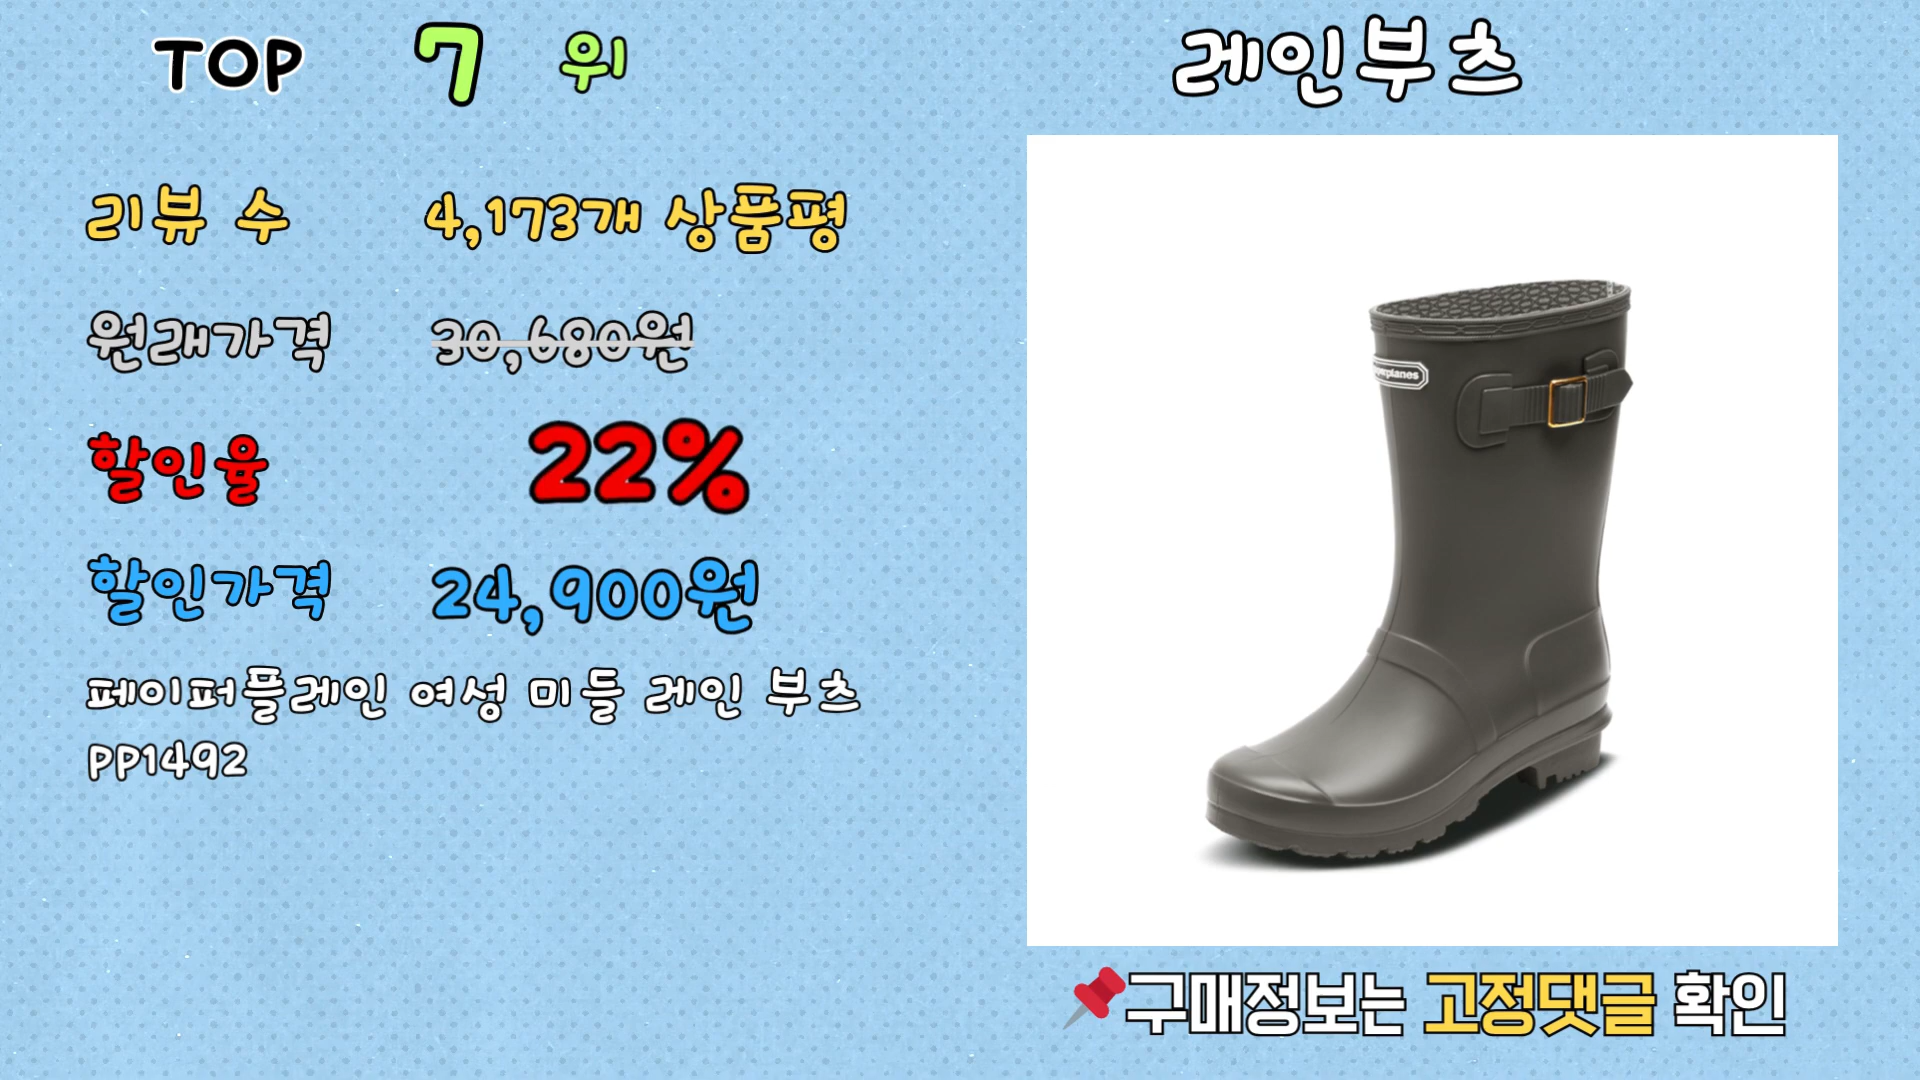 TOP 7 위
레인부츠
리뷰 수 4,173개 상품평
원래가격 30,680원
할인율 22%
할인가격 24,900원
페이퍼플레인 여성 미들 레인 부츠
PP1492
구매정보는 고정댓글 확인